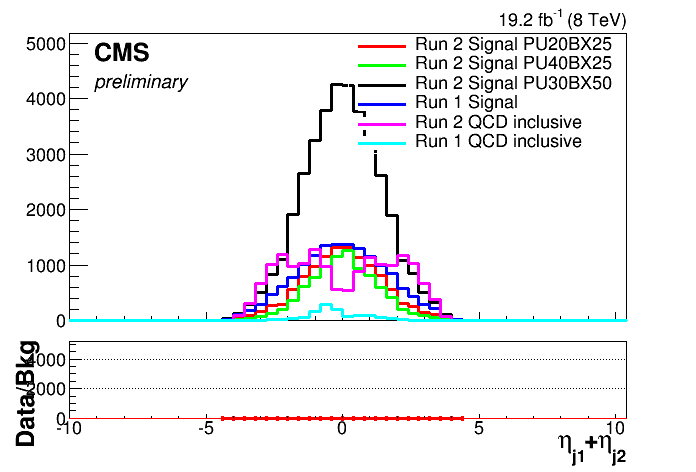 19.2 fb⁻¹ (8 TeV)
CMS
preliminary
Run 2 Signal PU20BX25
Run 2 Signal PU40BX25
Run 2 Signal PU30BX50
Run 1 Signal
Run 2 QCD inclusive
Run 1 QCD inclusive
5000
4000
3000
2000
1000
0
Data/Bkg
4000
2000
0
-10 -5 0 5 10
η_j1+η_j2